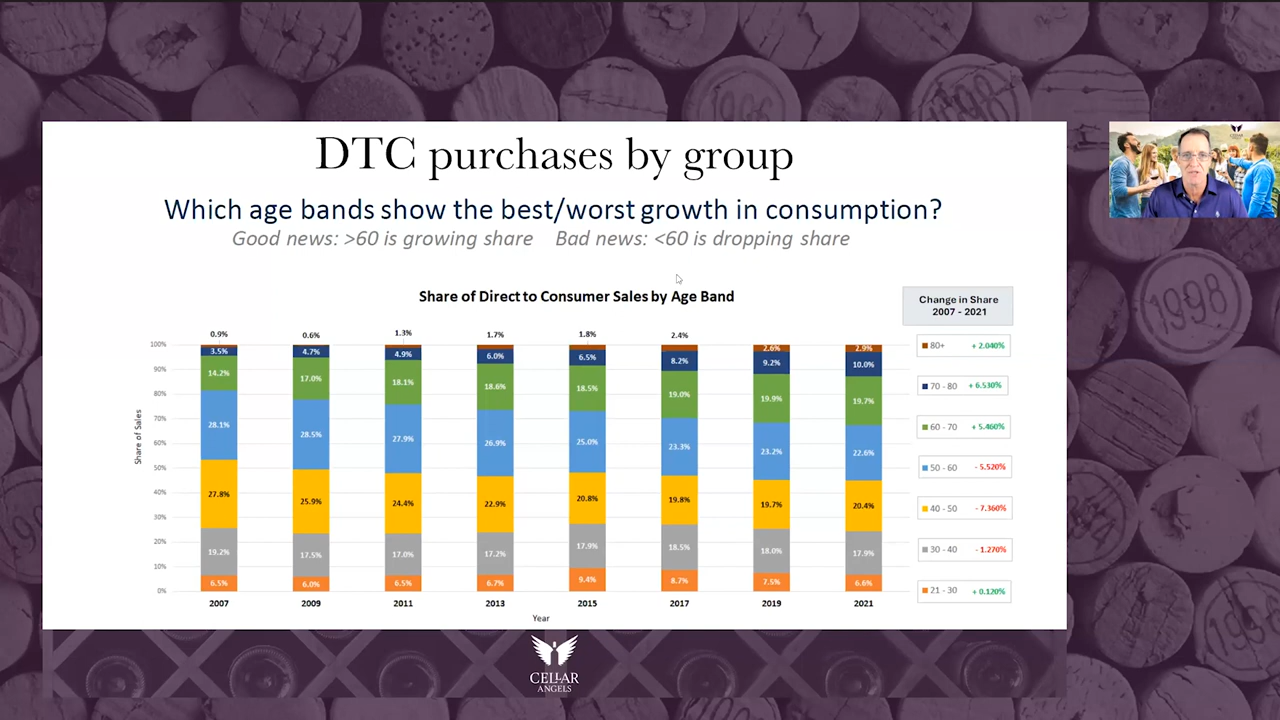 DTC purchases by group
Which age bands show the best/worst growth in consumption?
Good news: >60 is growing share Bad news: <60 is dropping share
Share of Direct to Consumer Sales by Age Band
Change in Share
2007 - 2021
0.9% 0.6% 1.3% 1.7% 1.8% 2.4% 2.6% 2.9%
3.5% 4.7% 4.9% 6.0% 6.5% 8.2% 9.2% 10.0%
14.2% 17.0% 18.1% 18.6% 18.5% 19.0% 19.9% 19.7%
28.1% 28.5% 27.9% 26.9% 25.0% 23.3% 23.2% 22.6%
27.8% 25.9% 24.4% 22.9% 20.8% 19.8% 19.7% 20.4%
19.2% 17.5% 17.0% 17.2% 17.9% 18.5% 18.0% 17.9%
6.5% 6.0% 6.5% 6.7% 9.4% 8.7% 7.5% 6.6%
100%
90%
80%
70%
60%
50%
40%
30%
20%
10%
0%
Share of Sales
2007 2009 2011 2013 2015 2017 2019 2021
Year
80+ + 2.040%
70 - 80 + 6.530%
60 - 70 + 5.460%
50 - 60 - 5.520%
40 - 50 - 7.360%
30 - 40 - 1.270%
21 - 30 + 0.120%
CELLAR
ANGELS
1998
1998